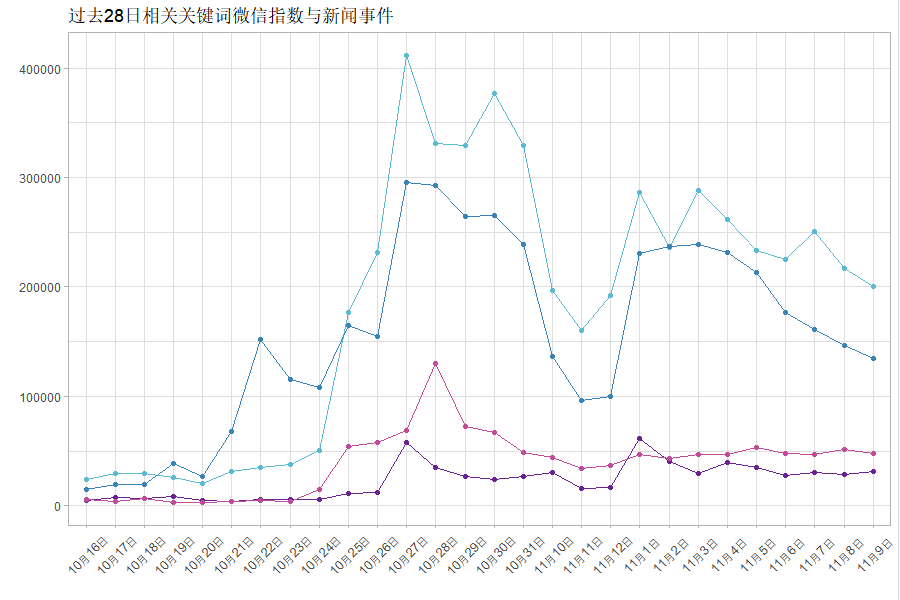 过去28日相关关键词微信指数与新闻事件
400000
300000
200000
100000
0
10月16日
10月17日
10月18日
10月19日
10月20日
10月21日
10月22日
10月23日
10月24日
10月25日
10月26日
10月27日
10月28日
10月29日
10月30日
10月31日
11月10日
11月11日
11月12日
11月1日
11月2日
11月3日
11月4日
11月5日
11月6日
11月7日
11月8日
11月9日